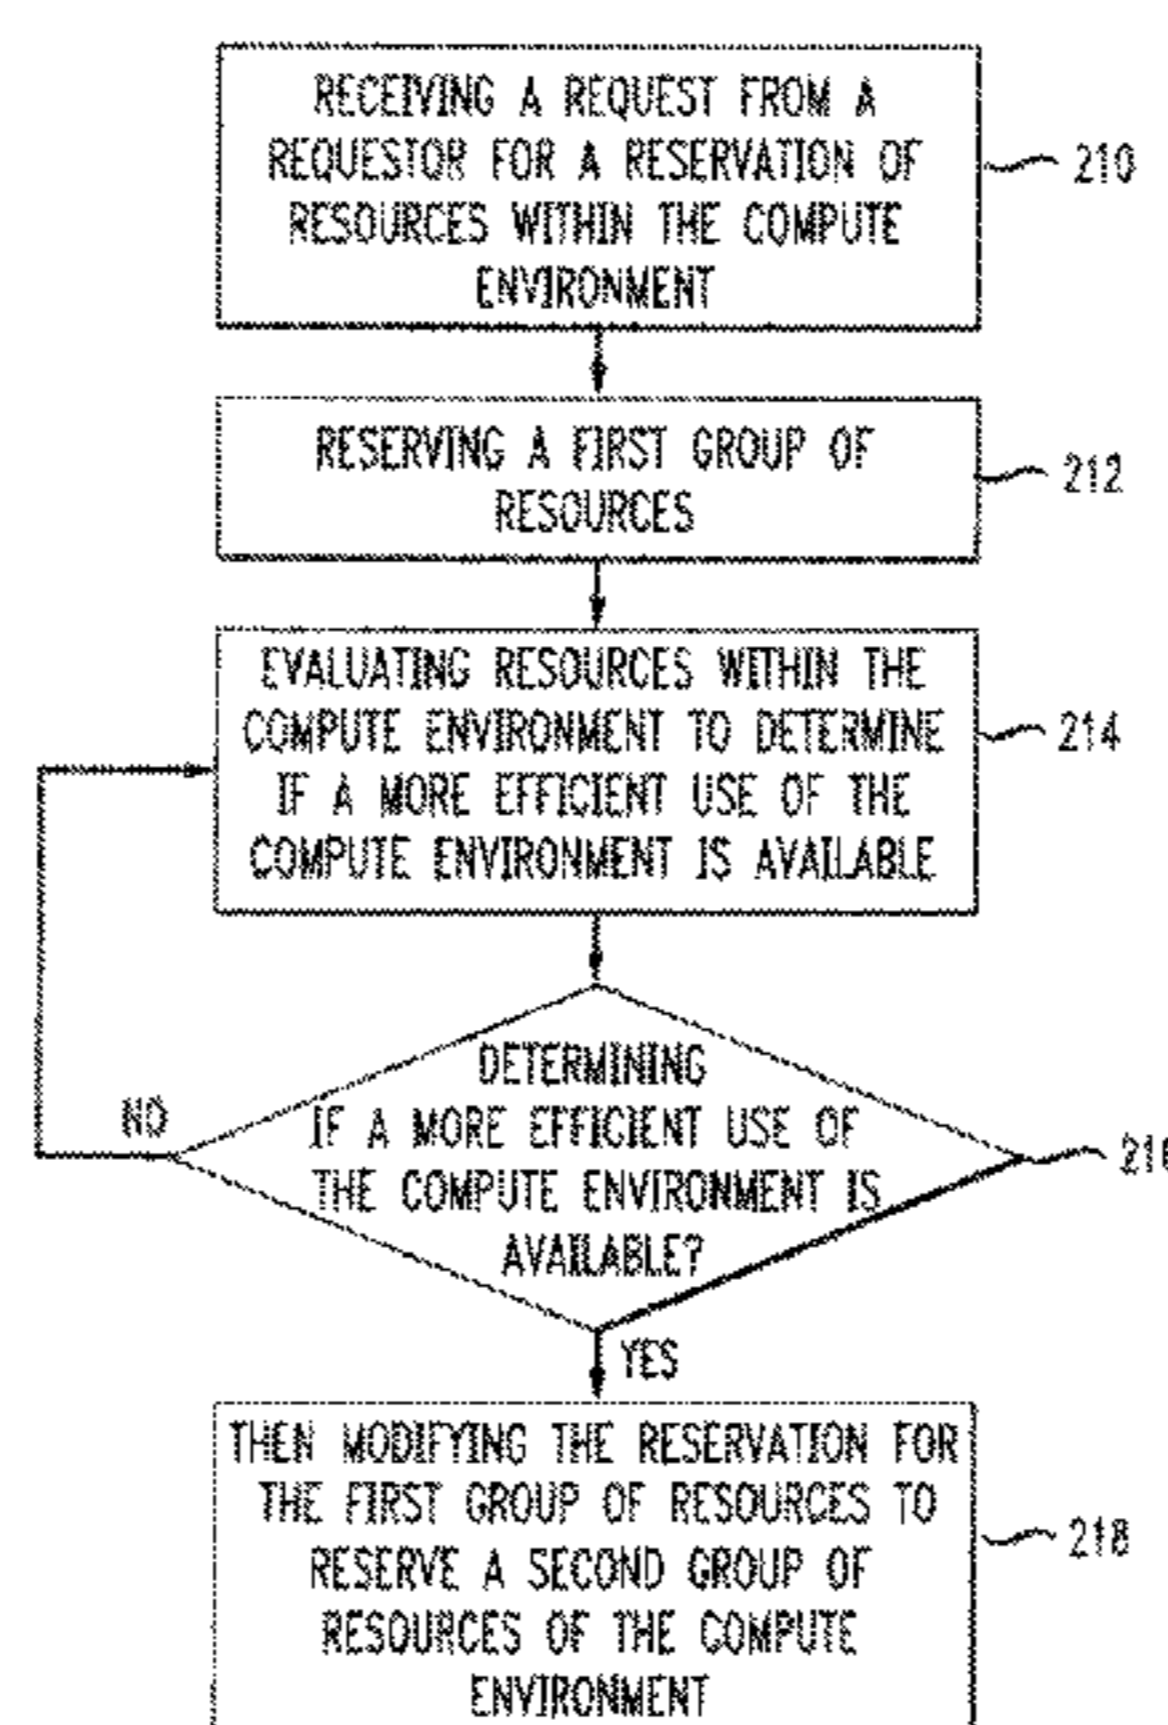 RECEIVING A REQUEST FROM A
REQUESTOR FOR A RESERVATION OF
RESOURCES WITHIN THE COMPUTE
ENVIRONMENT
210
RESERVING A FIRST GROUP OF
RESOURCES
212
EVALUATING RESOURCES WITHIN THE
COMPUTE ENVIRONMENT TO DETERMINE
IF A MORE EFFICIENT USE OF THE
COMPUTE ENVIRONMENT IS AVAILABLE
214
NO
DETERMINING
IF A MORE EFFICIENT USE OF
THE COMPUTE ENVIRONMENT IS
AVAILABLE?
YES
THEN MODIFYING THE RESERVATION FOR
THE FIRST GROUP OF RESOURCES TO
RESERVE A SECOND GROUP OF
RESOURCES OF THE COMPUTE
ENVIRONMENT
218